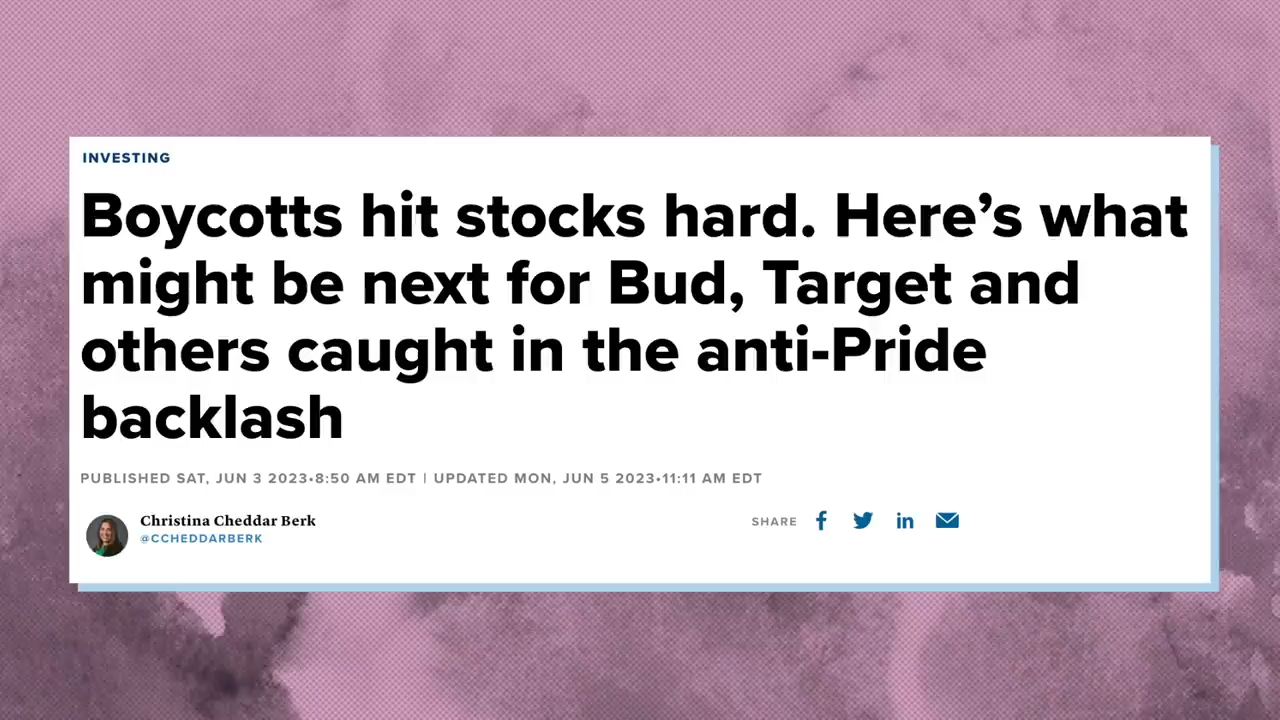 INVESTING
Boycotts hit stocks hard. Here’s what
might be next for Bud, Target and
others caught in the anti-Pride
backlash
PUBLISHED SAT, JUN 3 2023•8:50 AM EDT | UPDATED MON, JUN 5 2023•11:11 AM EDT
Christina Cheddar Berk
@CCHEDDARBERK
SHARE